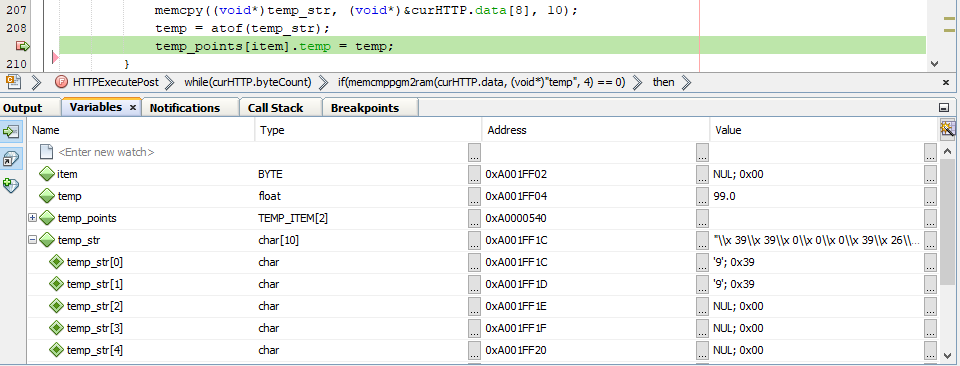 207 memcpy((void*)temp_str, (void*)&curHTTP.data[8], 10);
208 temp = atof(temp_str);
temp_points[item].temp = temp;
210 }
HTTPExecutePost while(curHTTP.byteCount) if(memcmppgm2ram(curHTTP.data, (void*)"temp", 4) == 0) then
Output Variables × Notifications Call Stack Breakpoints
Name Type Address Value
<Enter new watch> ... ...
item BYTE ... 0xA001FF02 ... NUL; 0x00 ...
temp float ... 0xA001FF04 ... 99.0 ...
temp_points TEMP_ITEM[2] ... 0xA0000540 ... ...
temp_str char[10] ... 0xA001FF1C ... "\\x 39\\x 39\\x 0\\x 0\\x 0\\x 39\\x 26\\... ...
temp_str[0] char ... 0xA001FF1C ... '9'; 0x39 ...
temp_str[1] char ... 0xA001FF1D ... '9'; 0x39 ...
temp_str[2] char ... 0xA001FF1E ... NUL; 0x00 ...
temp_str[3] char ... 0xA001FF1F ... NUL; 0x00 ...
temp_str[4] char ... 0xA001FF20 ... NUL; 0x00 ...